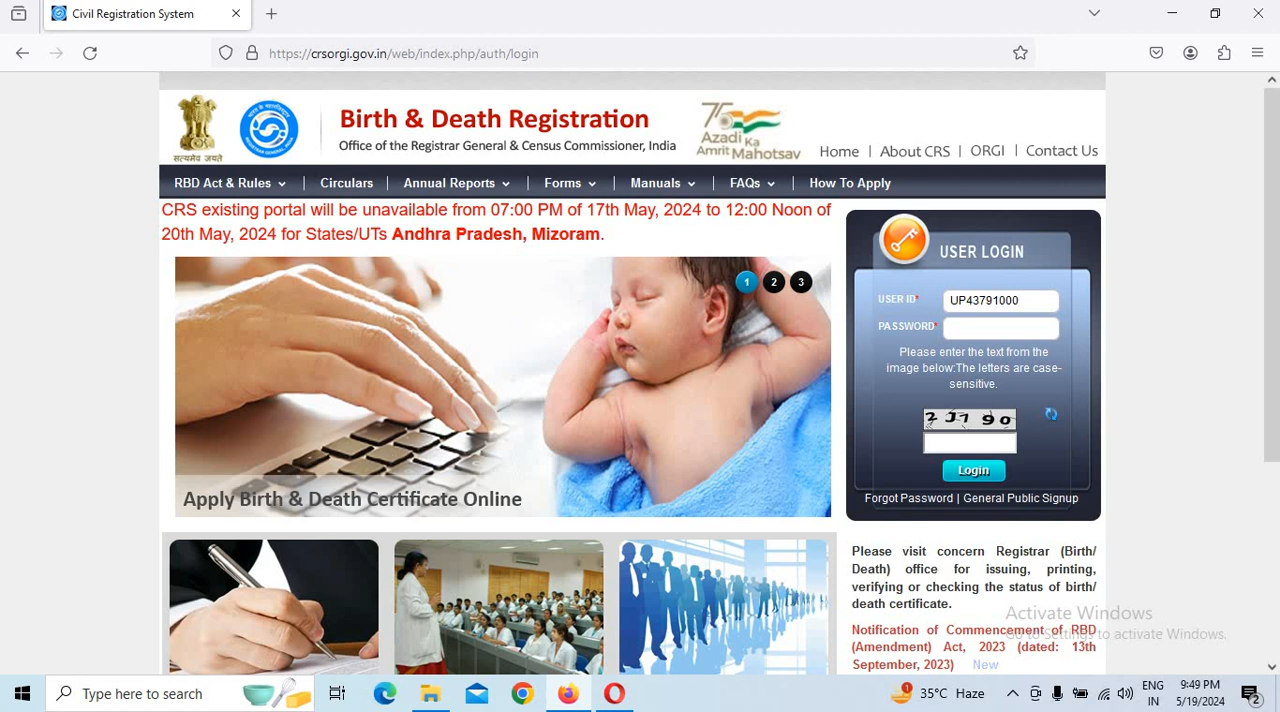 Civil Registration System
https://crsorgi.gov.in/web/index.php/auth/login
सत्यमेव जयते
Birth & Death Registration
Office of the Registrar General & Census Commissioner, India
75
Azadi Ka
Amrit Mahotsav
Home | About CRS | ORGI | Contact Us
RBD Act & Rules Circulars Annual Reports Forms Manuals FAQs How To Apply
CRS existing portal will be unavailable from 07:00 PM of 17th May, 2024 to 12:00 Noon of
20th May, 2024 for States/UTs Andhra Pradesh, Mizoram.
1 2 3
Apply Birth & Death Certificate Online
USER LOGIN
USER ID* UP43791000
PASSWORD*
Please enter the text from the
image below:The letters are case-
sensitive.
Login
Forgot Password | General Public Signup
Please visit concern Registrar (Birth/
Death) office for issuing, printing,
verifying or checking the status of birth/
death certificate.
Notification of Commencement of RBD
(Amendment) Act, 2023 (dated: 13th
September, 2023) New
Activate Windows
Go to Settings to activate Windows.
Type here to search
1
35°C Haze
ENG
IN
9:49 PM
5/19/2024
2